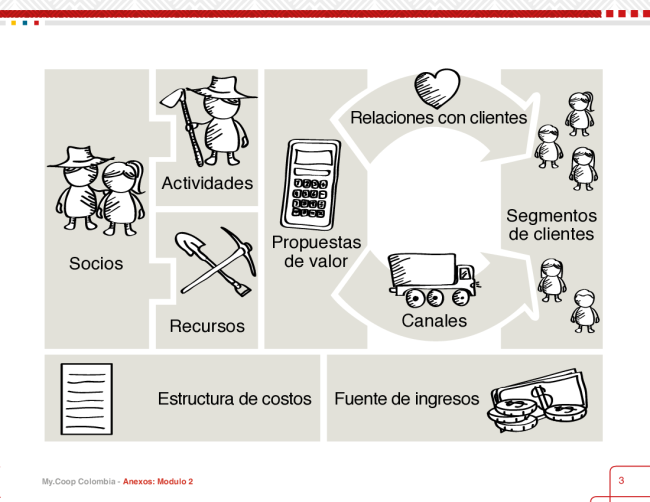 Relaciones con clientes
Actividades
Segmentos
de clientes
Propuestas
de valor
Socios
Canales
Recursos
Estructura de costos
Fuente de ingresos
My.Coop Colombia - Anexos: Modulo 2
3